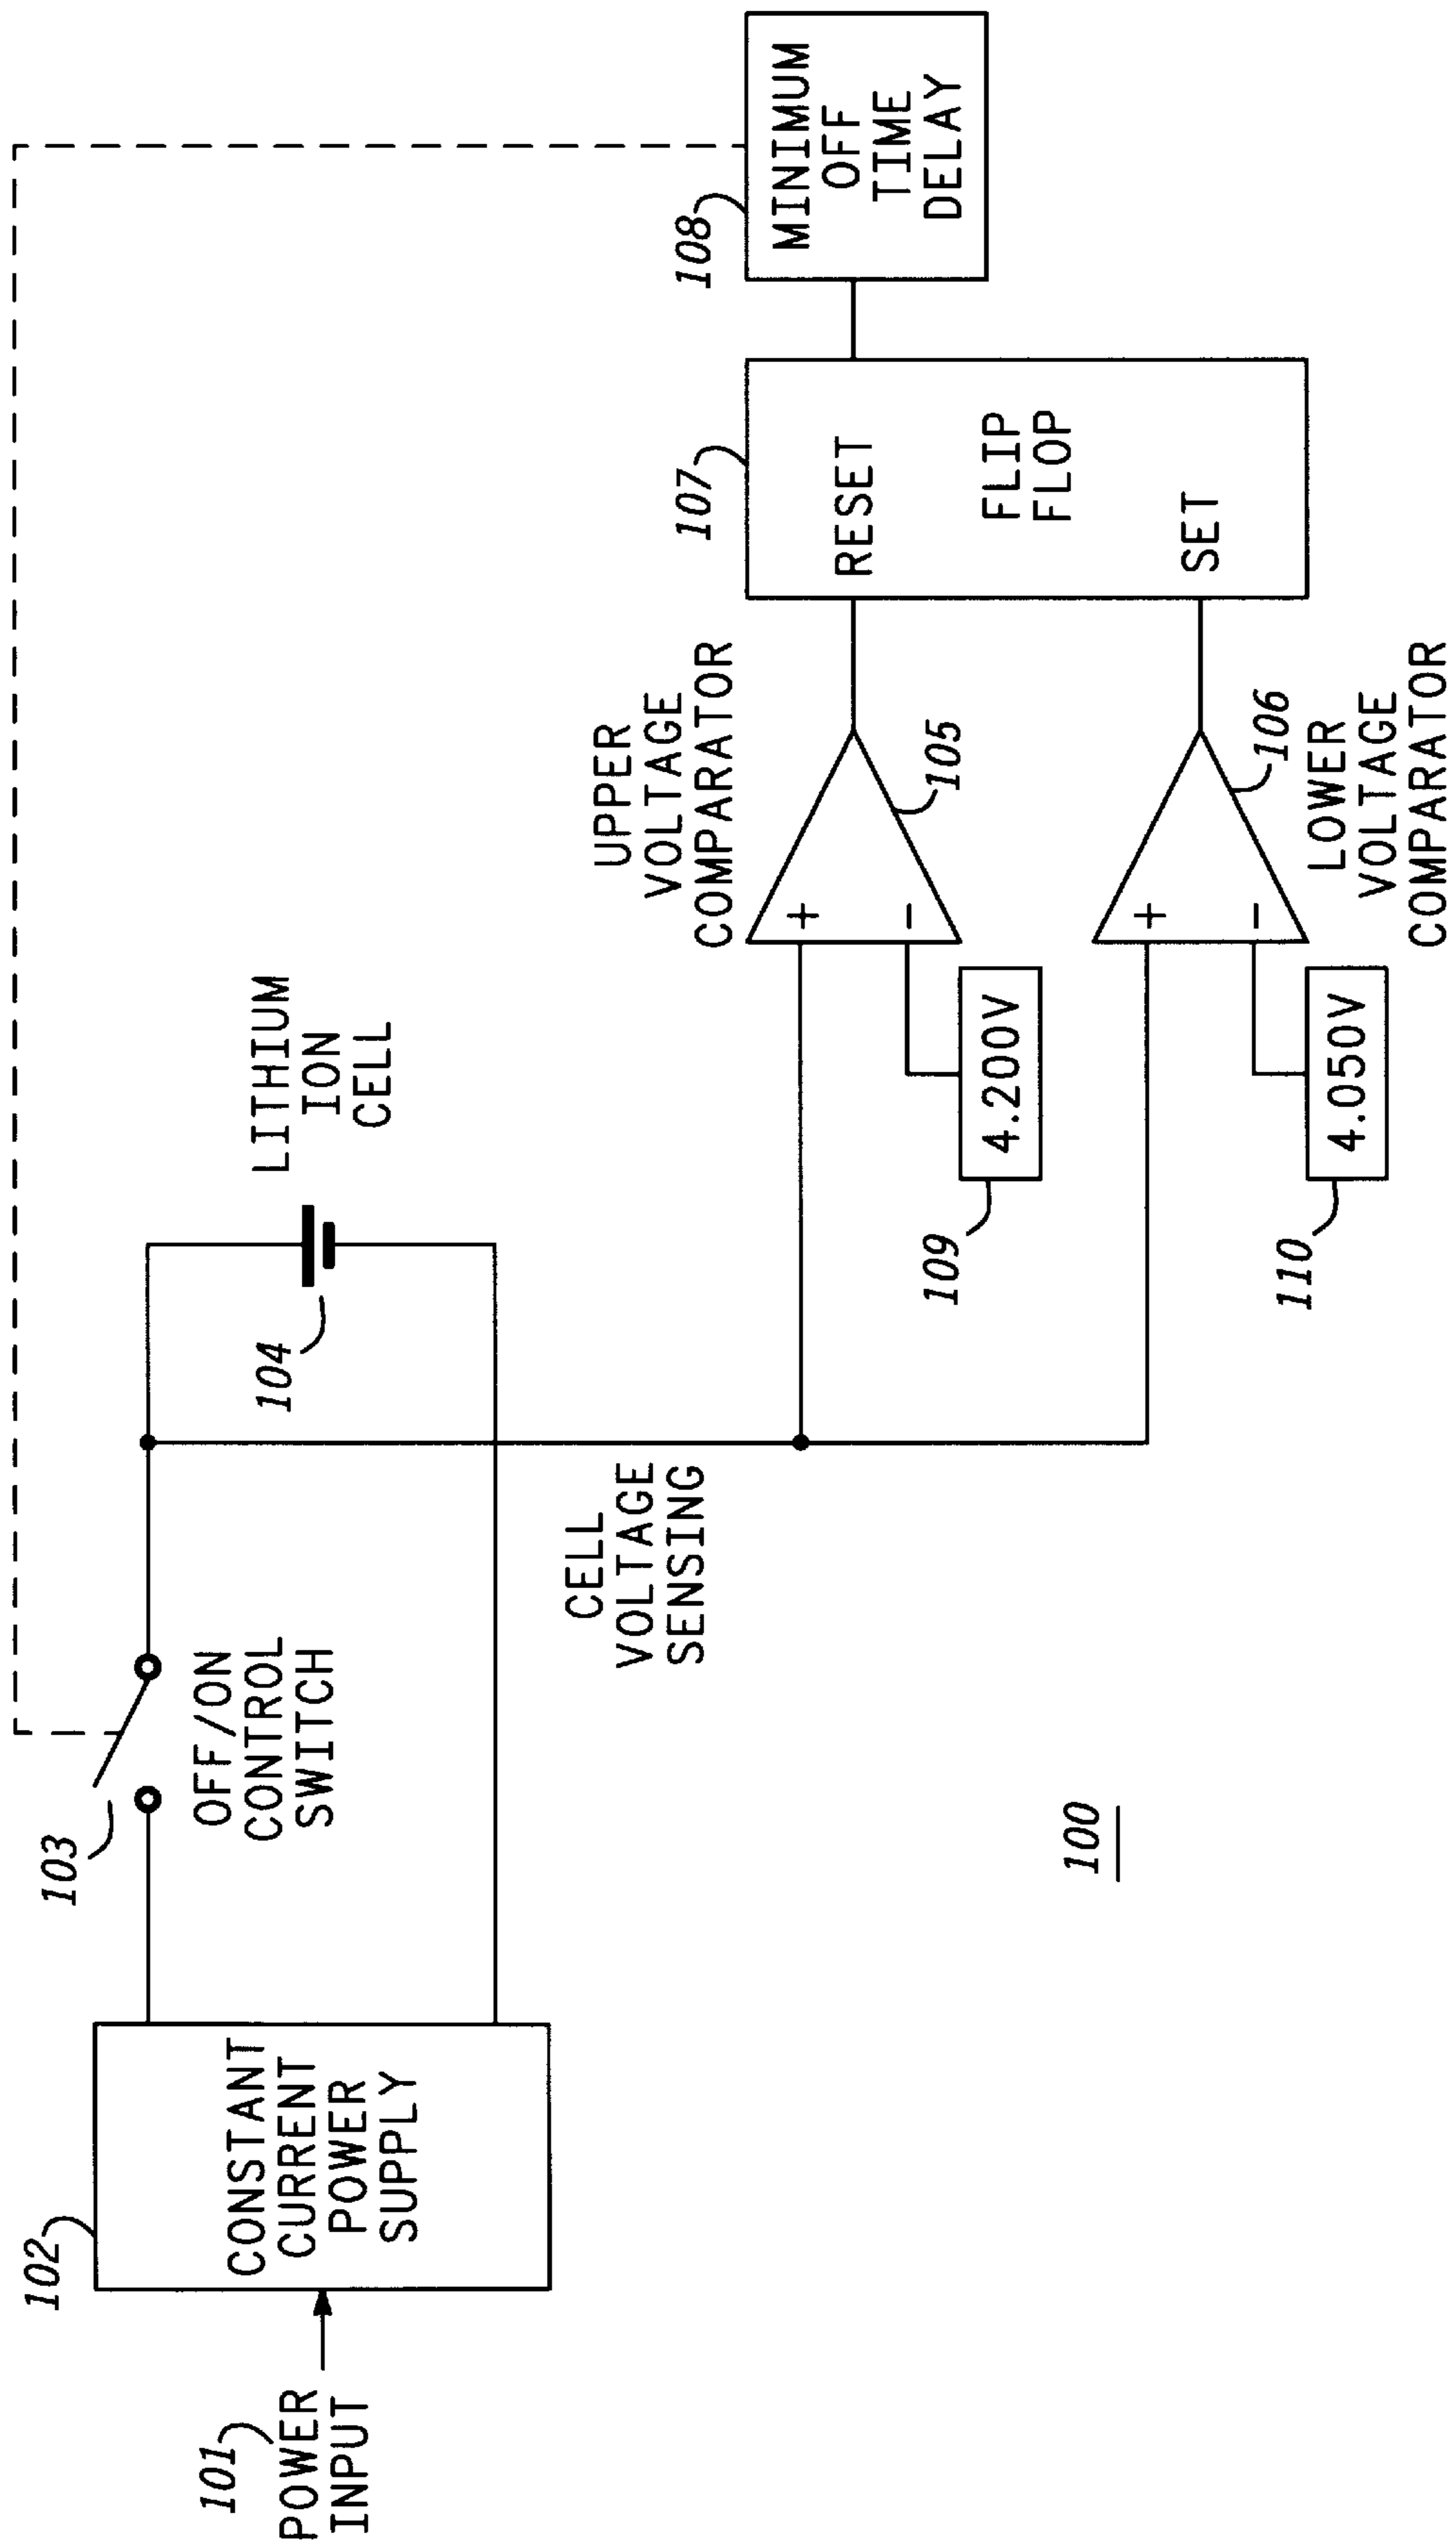 101
POWER
INPUT
102
CONSTANT
CURRENT
POWER
SUPPLY
103
OFF/ON
CONTROL
SWITCH
CELL
VOLTAGE
SENSING
104
LITHIUM
ION
CELL
UPPER
VOLTAGE
COMPARATOR
+
-
105
109
4.200V
+
-
106
LOWER
VOLTAGE
COMPARATOR
110
4.050V
107
RESET
FLIP
FLOP
SET
108
MINIMUM
OFF
TIME
DELAY
100